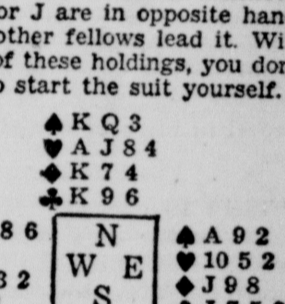 or J are in opposite han
other fellows lead it. Wi
of these holdings, you don
o start the suit yourself.
♠ K Q 3
♥ A J 8 4
♦ K 7 4
♣ K 9 6
8 6
N
♠ A 9 2
W E
♥ 10 5 2
3 2
♦ J 9 8
S